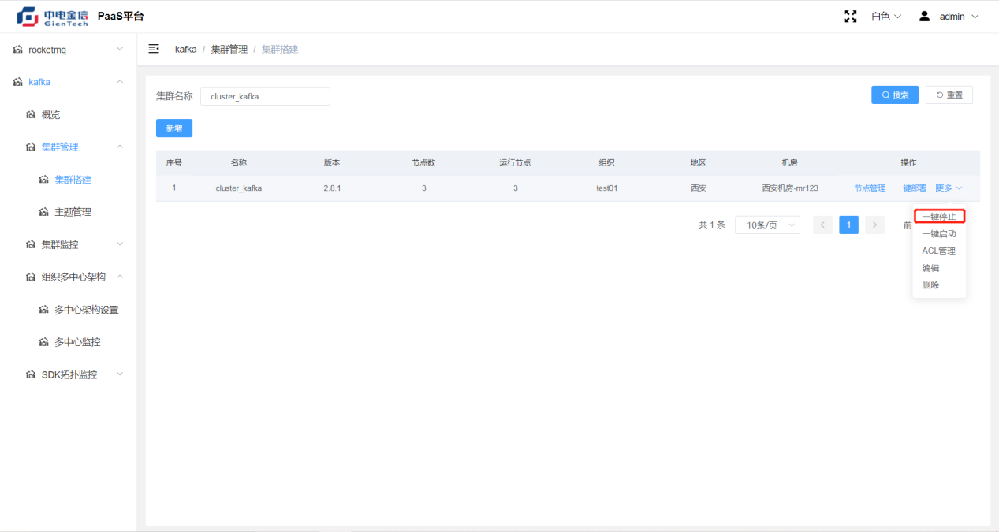 中电金信
GienTech
PaaS平台
白色
admin
rocketmq
kafka
概览
集群管理
集群搭建
主题管理
集群监控
组织多中心架构
多中心架构设置
多中心监控
SDK拓扑监控
kafka / 集群管理 / 集群搭建
集群名称 cluster_kafka
搜索 重置
新增
序号 名称 版本 节点数 运行节点 组织 地区 机房 操作
1 cluster_kafka 2.8.1 3 3 test01 西安 西安机房-mr123 节点管理 一键部署 更多
共 1 条 10条/页 1 前
一键停止
一键启动
ACL管理
编辑
删除